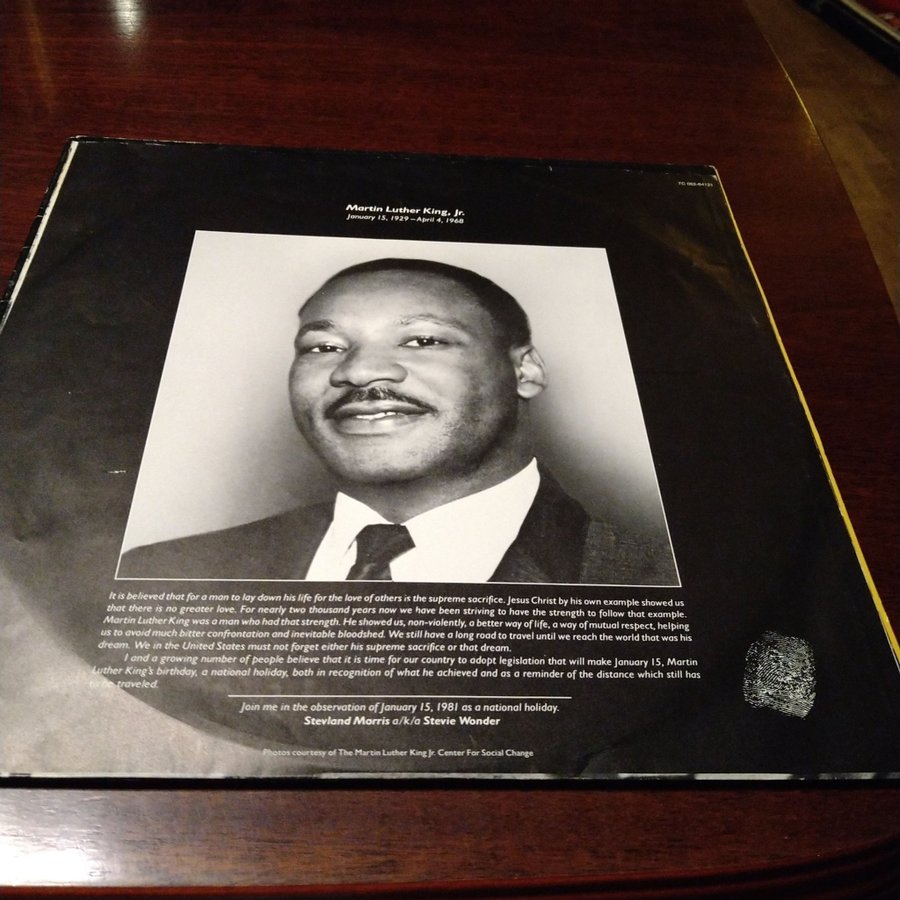 TC 062-64121
Martin Luther King, Jr.
January 15, 1929 – April 4, 1968
It is believed that for a man to lay down his life for the love of others is the supreme sacrifice. Jesus Christ by his own example showed us
that there is no greater love. For nearly two thousand years now we have been striving to have the strength to follow that example.
Martin Luther King was a man who had that strength. He showed us, non-violently, a better way of life, a way of mutual respect, helping
us to avoid much bitter confrontation and inevitable bloodshed. We still have a long road to travel until we reach the world that was his
dream. We in the United States must not forget either his supreme sacrifice or that dream.
I and a growing number of people believe that it is time for our country to adopt legislation that will make January 15, Martin
Luther King's birthday, a national holiday, both in recognition of what he achieved and as a reminder of the distance which still has
to be traveled.
Join me in the observation of January 15, 1981 as a national holiday.
Stevland Morris a/k/a Stevie Wonder
Photos courtesy of The Martin Luther King Jr. Center For Social Change